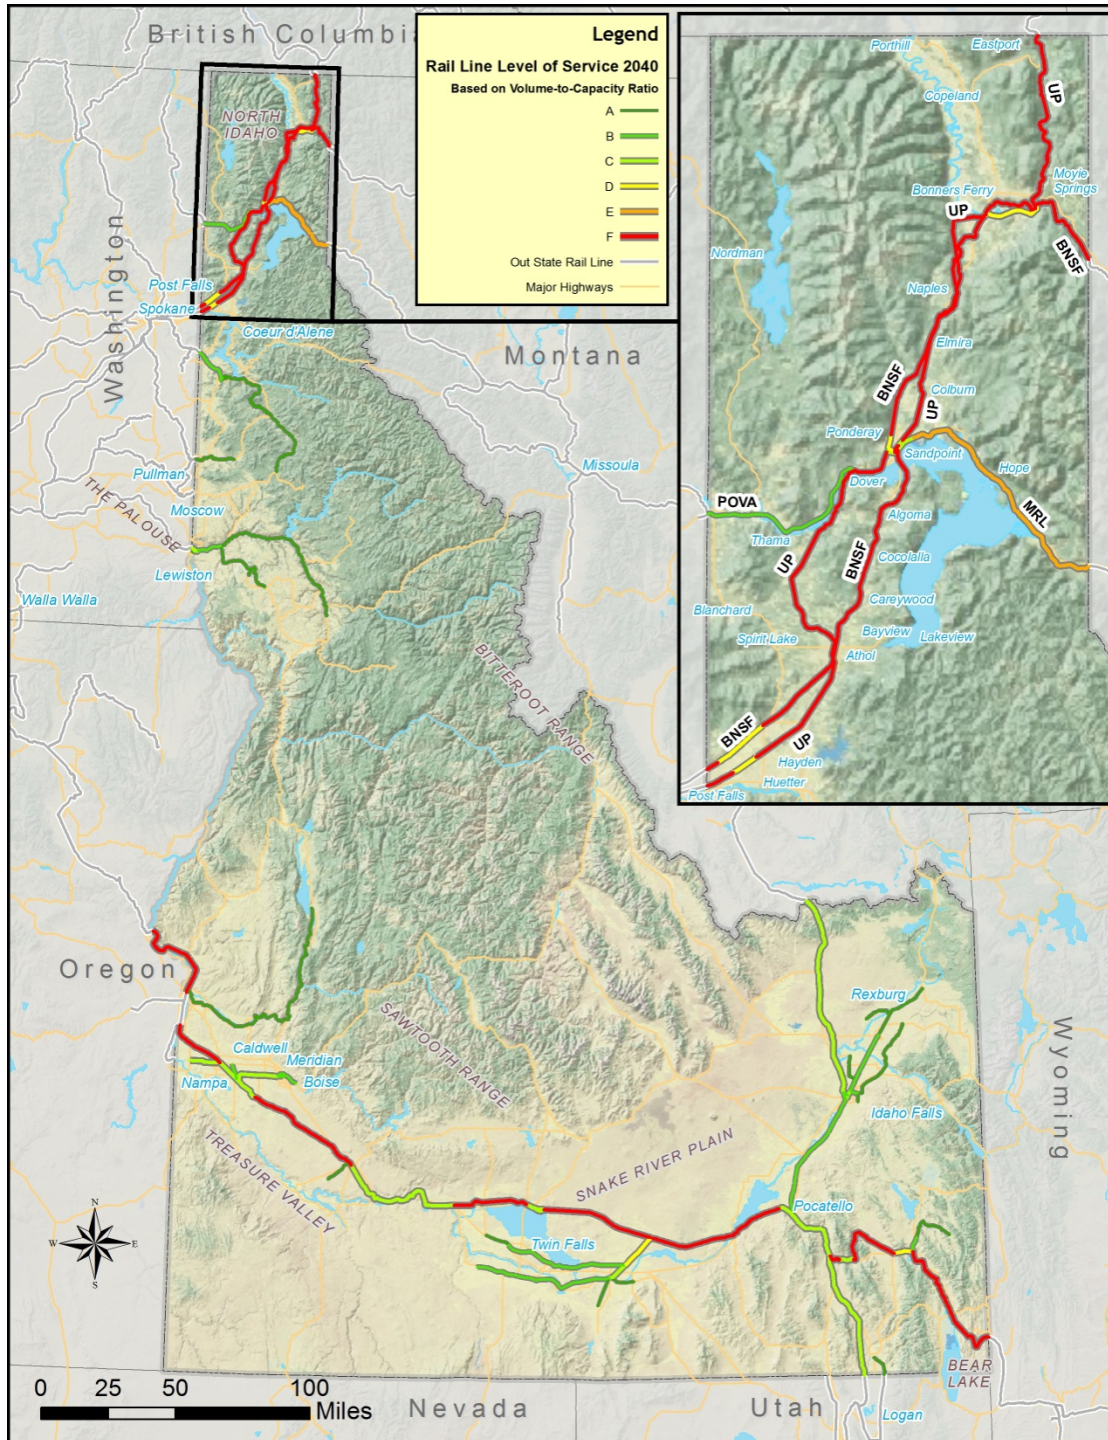 British Columbia
Legend
Rail Line Level of Service 2040
Based on Volume-to-Capacity Ratio
A
B
C
D
E
F
Out State Rail Line
Major Highways
NORTH
IDAHO
Washington
Post Falls
Spokane
Coeur d'Alene
Montana
Pullman
Missoula
Moscow
THE PALOUSE
Lewiston
Walla Walla
BITTEROOT RANGE
Oregon
SAWTOOTH RANGE
Rexburg
Caldwell
Meridian
Nampa
Boise
Idaho Falls
Wyoming
TREASURE VALLEY
SNAKE RIVER PLAIN
Pocatello
Twin Falls
N
W
E
S
BEAR
LAKE
0 25 50 100
Miles
Nevada
Utah
Logan
Porthill
Eastport
UP
Copeland
Moyie
Springs
Bonners Ferry
UP
BNSF
Nordman
Naples
Elmira
BNSF
Colburn
UP
Ponderay
Sandpoint
Hope
Dover
MRL
POVA
Algoma
Thama
UP
BNSF
Cocolalla
Careywood
Blanchard
Bayview
Lakeview
Spirit Lake
Athol
BNSF
UP
Hayden
Huetter
Post Falls